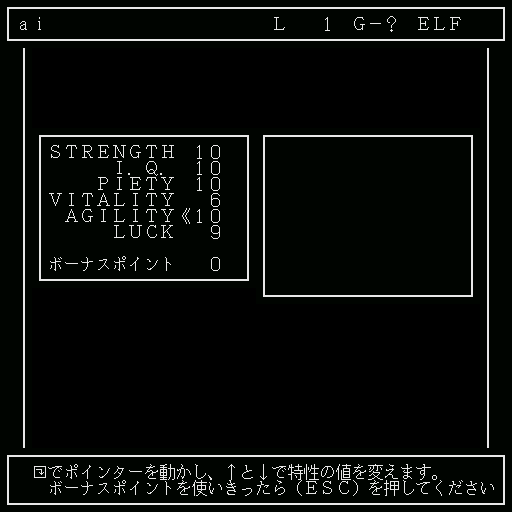 ai L 1 G-? ELF
STRENGTH 10
I.Q. 10
PIETY 10
VITALITY 6
AGILITY《10
LUCK 9
ボーナスポイント 0
でポインターを動かし、↑と↓で特性の値を変えます。
ボーナスポイントを使いきったら(ESC)を押してください